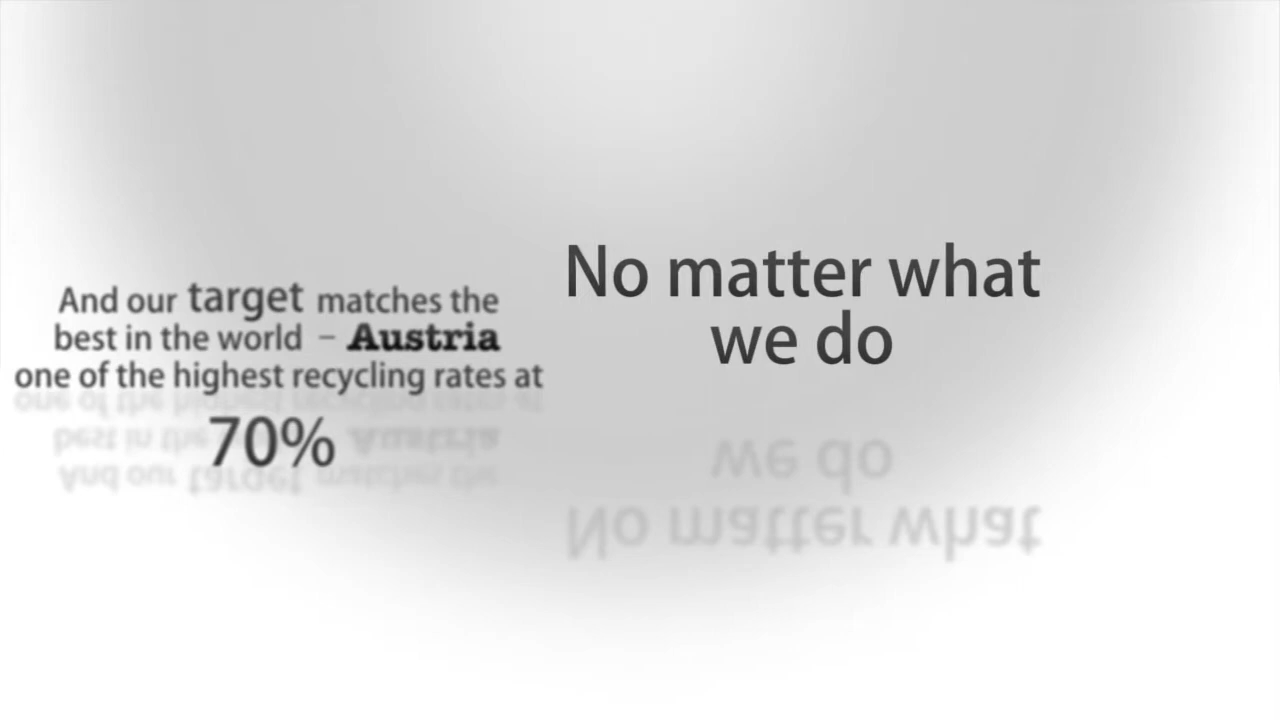 And our target matches the
best in the world – Austria
one of the highest recycling rates at
70%
No matter what
we do